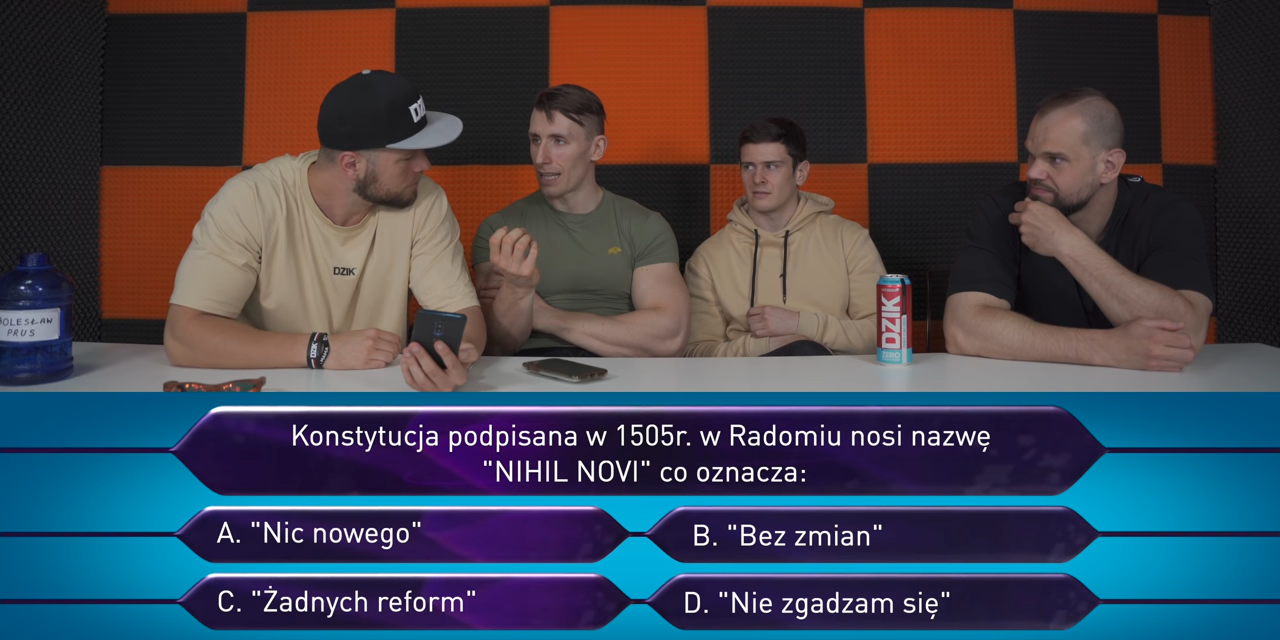 DZIK
BOLESŁAW
PRUS
DZIK
DZIK
ZERO
Konstytucja podpisana w 1505r. w Radomiu nosi nazwę
"NIHIL NOVI" co oznacza:
A. "Nic nowego"
B. "Bez zmian"
C. "Żadnych reform"
D. "Nie zgadzam się"